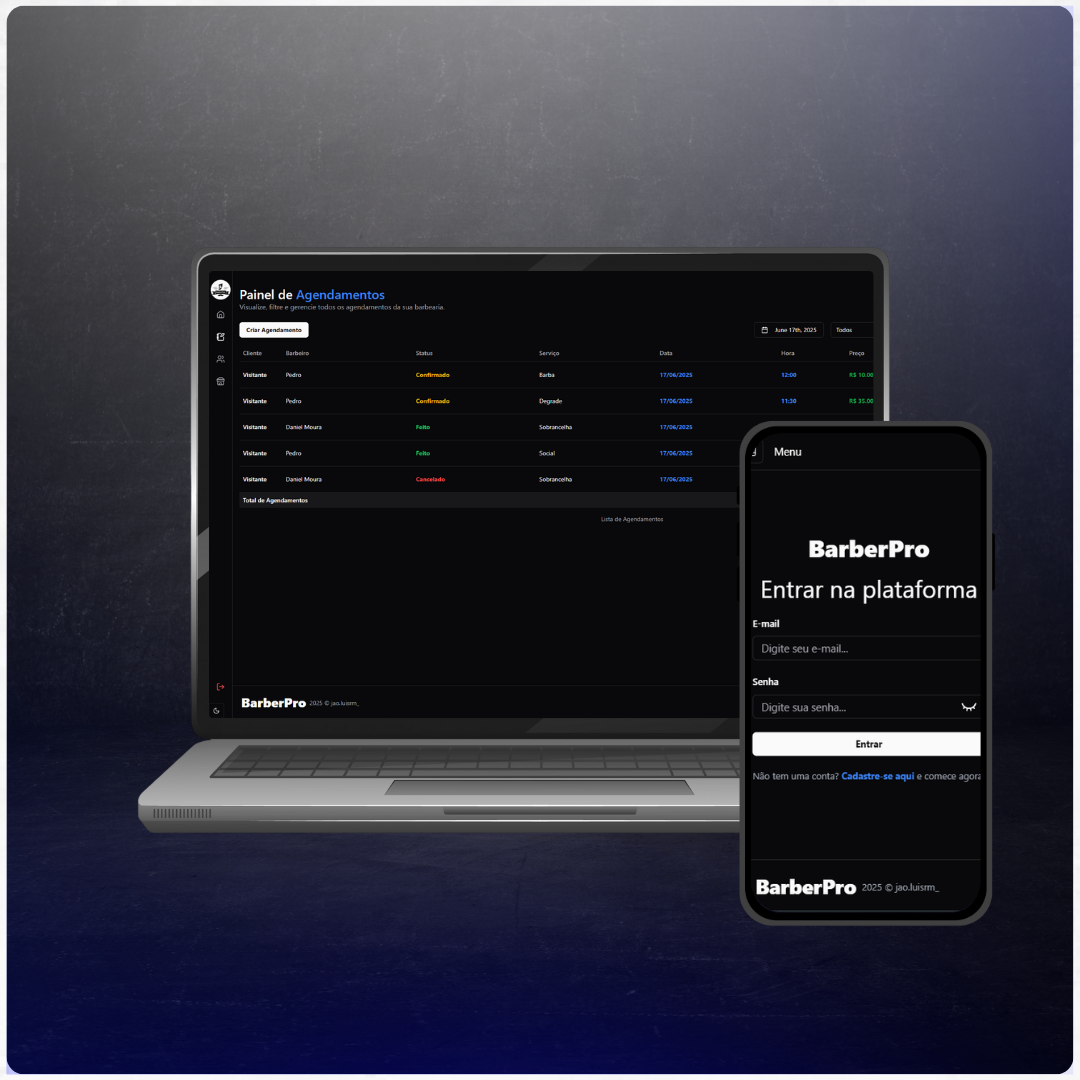 Painel de Agendamentos
Visualize, filtre e gerencie todos os agendamentos da sua barbearia.
Criar Agendamento
June 17th, 2025 Todos
Cliente Barbeiro Status Serviço Data Hora Preço
Visitante Pedro Confirmado Barba 17/06/2025 12:00 R$ 10.00
Visitante Pedro Confirmado Degrade 17/06/2025 11:30 R$ 35.00
Visitante Daniel Moura Feito Sobrancelha 17/06/2025
Visitante Pedro Feito Social 17/06/2025
Visitante Daniel Moura Cancelado Sobrancelha 17/06/2025
Total de Agendamentos
Lista de Agendamentos
BarberPro 2025 © jao.luisrm_
Menu
BarberPro
Entrar na plataforma
E-mail
Digite seu e-mail...
Senha
Digite sua senha...
Entrar
Não tem uma conta? Cadastre-se aqui e comece agora
BarberPro 2025 © jao.luisrm_